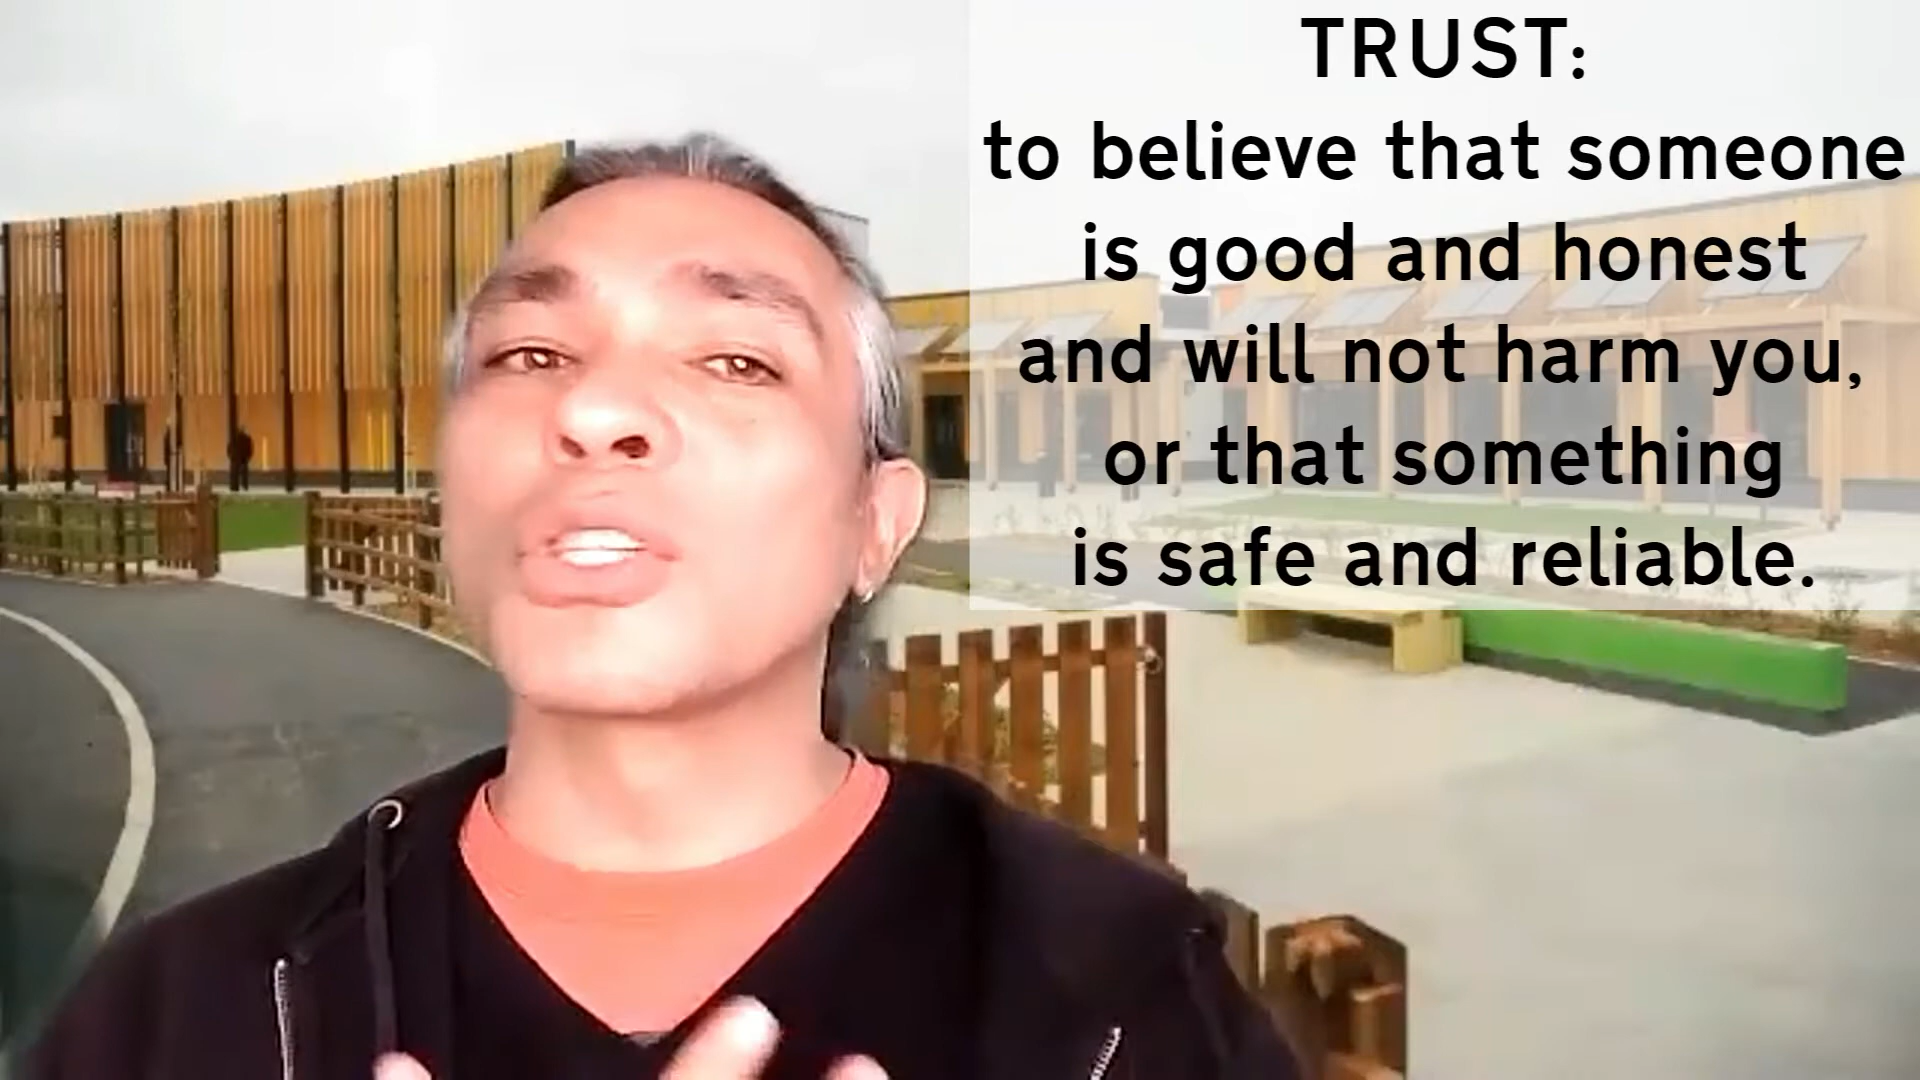 TRUST:
to believe that someone
is good and honest
and will not harm you,
or that something
is safe and reliable.